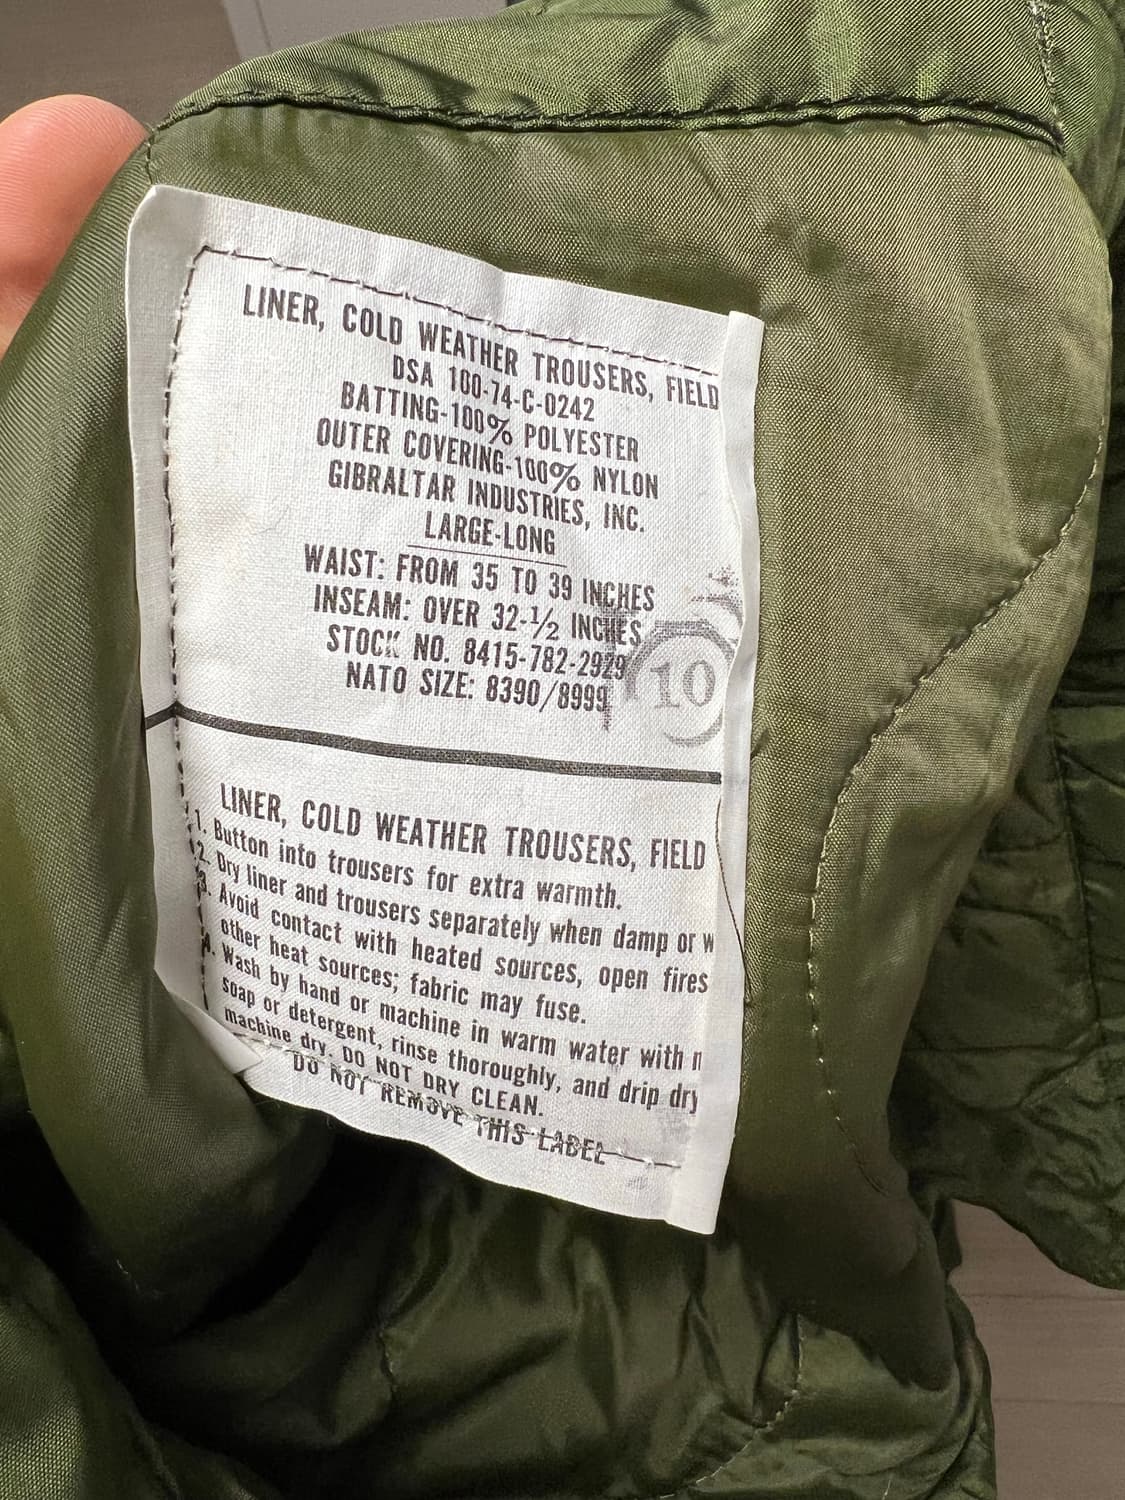 LINER, COLD WEATHER TROUSERS, FIELD
DSA 100-74-C-0242
BATTING-100% POLYESTER
OUTER COVERING-100% NYLON
GIBRALTAR INDUSTRIES, INC.
LARGE-LONG
WAIST: FROM 35 TO 39 INCHES
INSEAM: OVER 32-1/2 INCHES
STOCK NO. 8415-782-2929
NATO SIZE: 8390/8999
10
LINER, COLD WEATHER TROUSERS, FIELD
1. Button into trousers for extra warmth.
2. Dry liner and trousers separately when damp or w
3. Avoid contact with heated sources, open fires
other heat sources; fabric may fuse.
4. Wash by hand or machine in warm water with
soap or detergent, rinse thoroughly, and drip dry
machine dry. DO NOT DRY CLEAN.
DO NOT REMOVE THIS LABEL